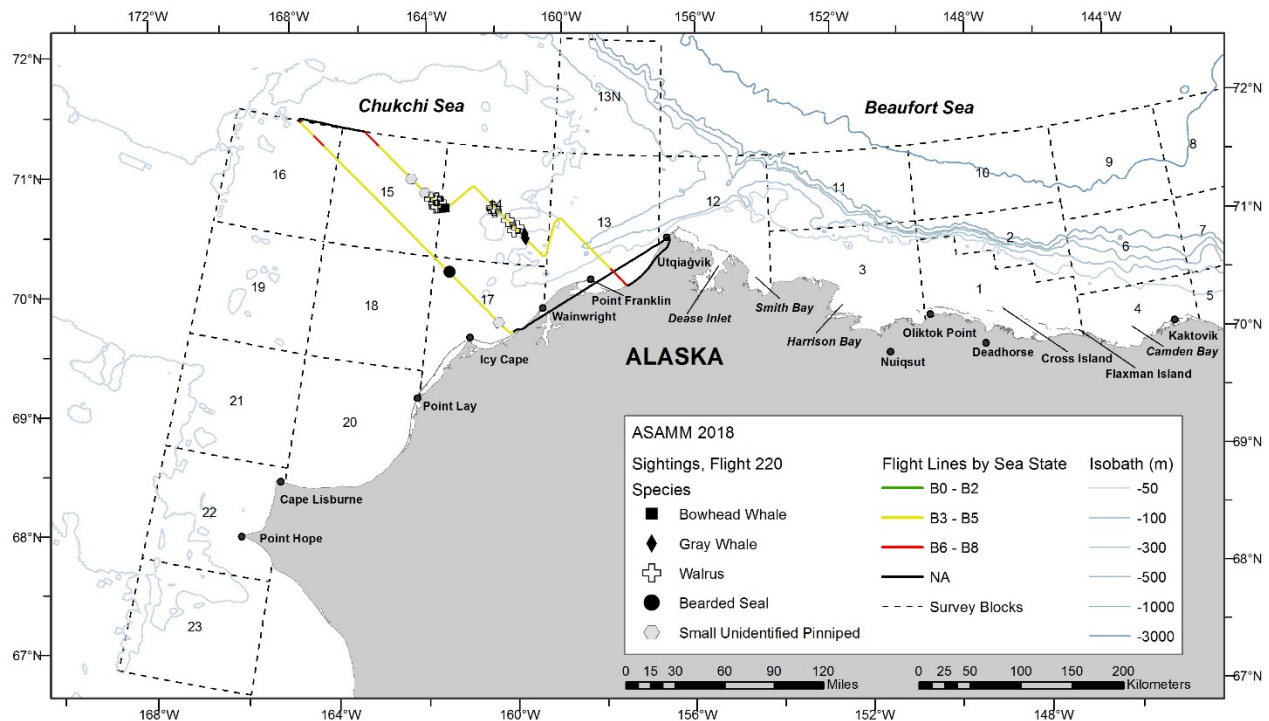 172°W 168°W 164°W 160°W 156°W 152°W 148°W 144°W
72°N
71°N
70°N
69°N
68°N
67°N
72°N
71°N
70°N
69°N
68°N
67°N
Chukchi Sea
Beaufort Sea
13N
8
9
10
16
15
14
11
12
13
7
6
2
3
19
18
17
1
5
4
21
20
22
23
Utqiaġvik
Point Franklin
Wainwright
Dease Inlet
Smith Bay
Harrison Bay
Icy Cape
Oliktok Point
Nuiqsut
Deadhorse
Cross Island
Flaxman Island
Kaktovik
Camden Bay
ALASKA
Point Lay
Cape Lisburne
Point Hope
ASAMM 2018
Sightings, Flight 220
Species
Bowhead Whale
Gray Whale
Walrus
Bearded Seal
Small Unidentified Pinniped
Flight Lines by Sea State
B0 - B2
B3 - B5
B6 - B8
NA
Survey Blocks
Isobath (m)
-50
-100
-300
-500
-1000
-3000
0 15 30 60 90 120
Miles
0 25 50 100 150 200
Kilometers
168°W 164°W 160°W 156°W 152°W 148°W